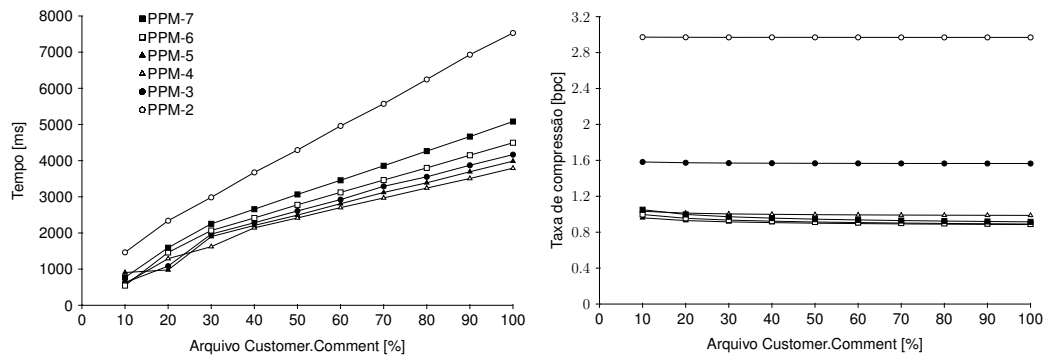 8000
7000
6000
5000
4000
3000
2000
1000
0
Tempo [ms]
PPM-7
PPM-6
PPM-5
PPM-4
PPM-3
PPM-2
0 10 20 30 40 50 60 70 80 90 100
Arquivo Customer.Comment [%]
3.2
2.8
2.4
2.0
1.6
1.2
0.8
0.4
0
Taxa de compressão [bpc]
0 10 20 30 40 50 60 70 80 90 100
Arquivo Customer.Comment [%]